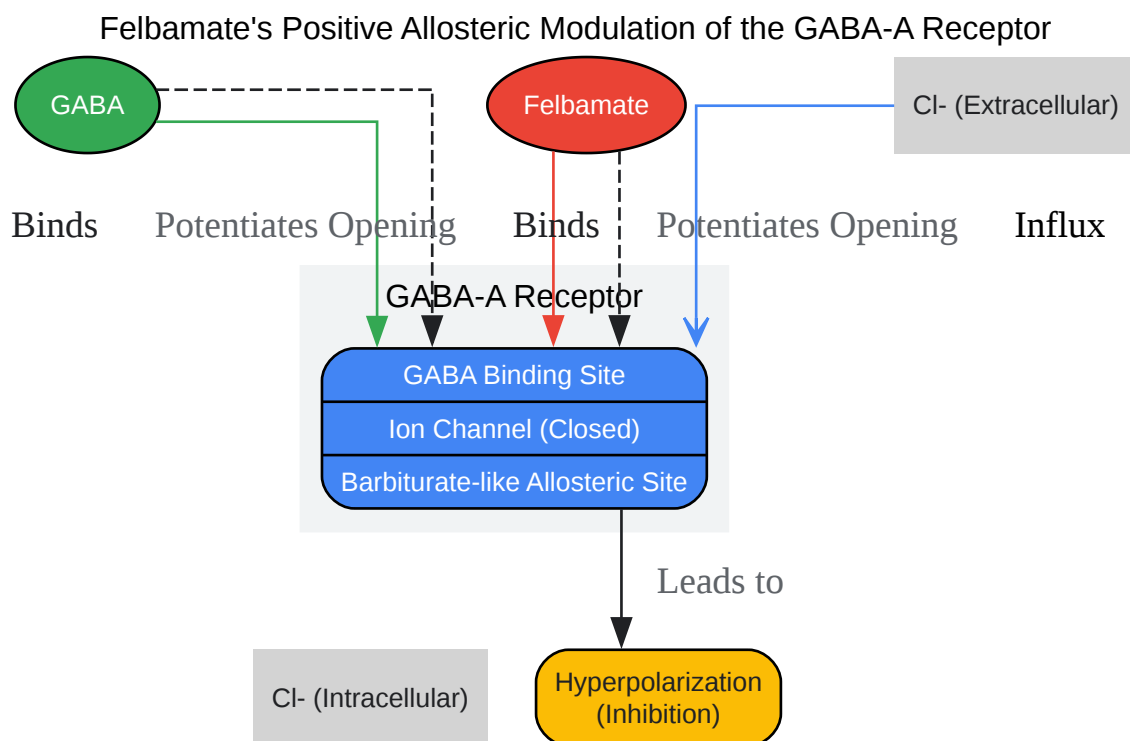 Felbamate's Positive Allosteric Modulation of the GABA-A Receptor
GABA
Felbamate
Cl- (Extracellular)
Binds
Potentiates Opening
Binds
Potentiates Opening
Influx
GABA-A Receptor
GABA Binding Site
Ion Channel (Closed)
Barbiturate-like Allosteric Site
Leads to
Cl- (Intracellular)
Hyperpolarization
(Inhibition)